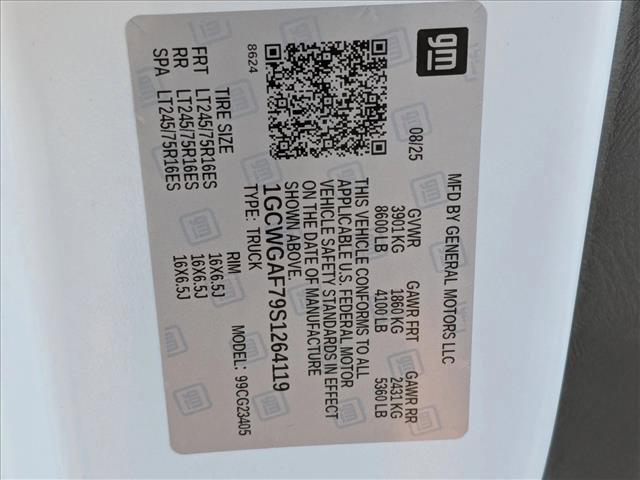 gm
MFD BY GENERAL MOTORS LLC
08/25 GVWR GAWR FRT GAWR RR
3901 KG 1860 KG 2431 KG
8600 LB 4100 LB 5360 LB
THIS VEHICLE CONFORMS TO ALL
APPLICABLE U.S. FEDERAL MOTOR
VEHICLE SAFETY STANDARDS IN EFFECT
ON THE DATE OF MANUFACTURE
SHOWN ABOVE.
1GCWGAF79S1264119
TYPE: TRUCK MODEL: 99CG23405
8624
TIRE SIZE RIM
FRT LT245/75R16ES 16X6.5J
RR LT245/75R16ES 16X6.5J
SPA LT245/75R16ES 16X6.5J